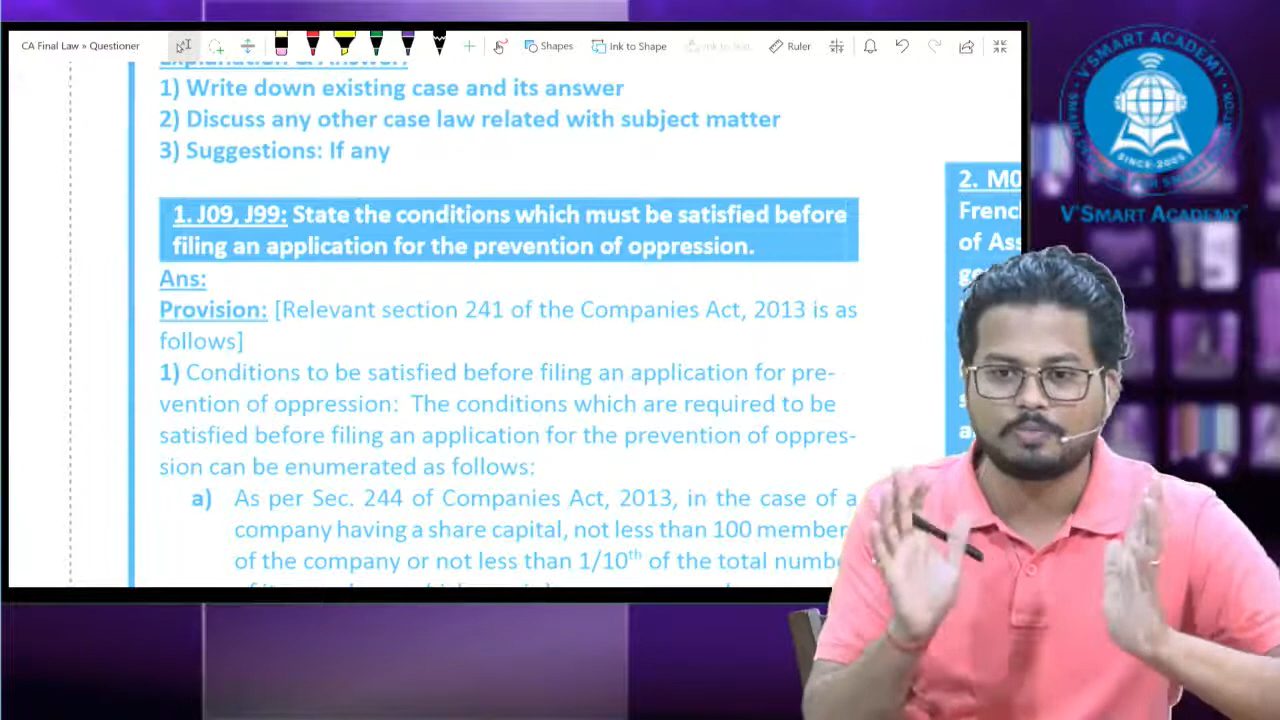 CA Final Law » Questioner
Shapes
Ink to Shape
Ruler
Explanation & Answer:
1) Write down existing case and its answer
2) Discuss any other case law related with subject matter
3) Suggestions: If any
1. J09, J99: State the conditions which must be satisfied before
filing an application for the prevention of oppression.
Ans:
Provision: [Relevant section 241 of the Companies Act, 2013 is as
follows]
1) Conditions to be satisfied before filing an application for pre-
vention of oppression: The conditions which are required to be
satisfied before filing an application for the prevention of oppres-
sion can be enumerated as follows:
a) As per Sec. 244 of Companies Act, 2013, in the case of a
company having a share capital, not less than 100 member
of the company or not less than 1/10th of the total numb
2. M0
French
of Ass
V'SMART ACADEMY
SINCE-2005
V'SMART ACADEMY